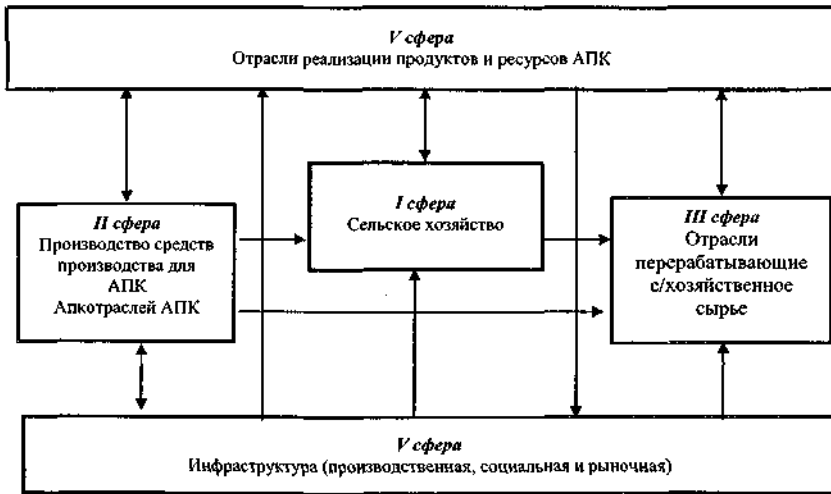 V сфера
Отрасли реализации продуктов и ресурсов АПК
I сфера
Сельское хозяйство
II сфера
Производство средств
производства для
АПК
Апкотраслей АПК
III сфера
Отрасли
перерабатывающие
с/хозяйственное
сырье
V сфера
Инфраструктура (производственная, социальная и рыночная)